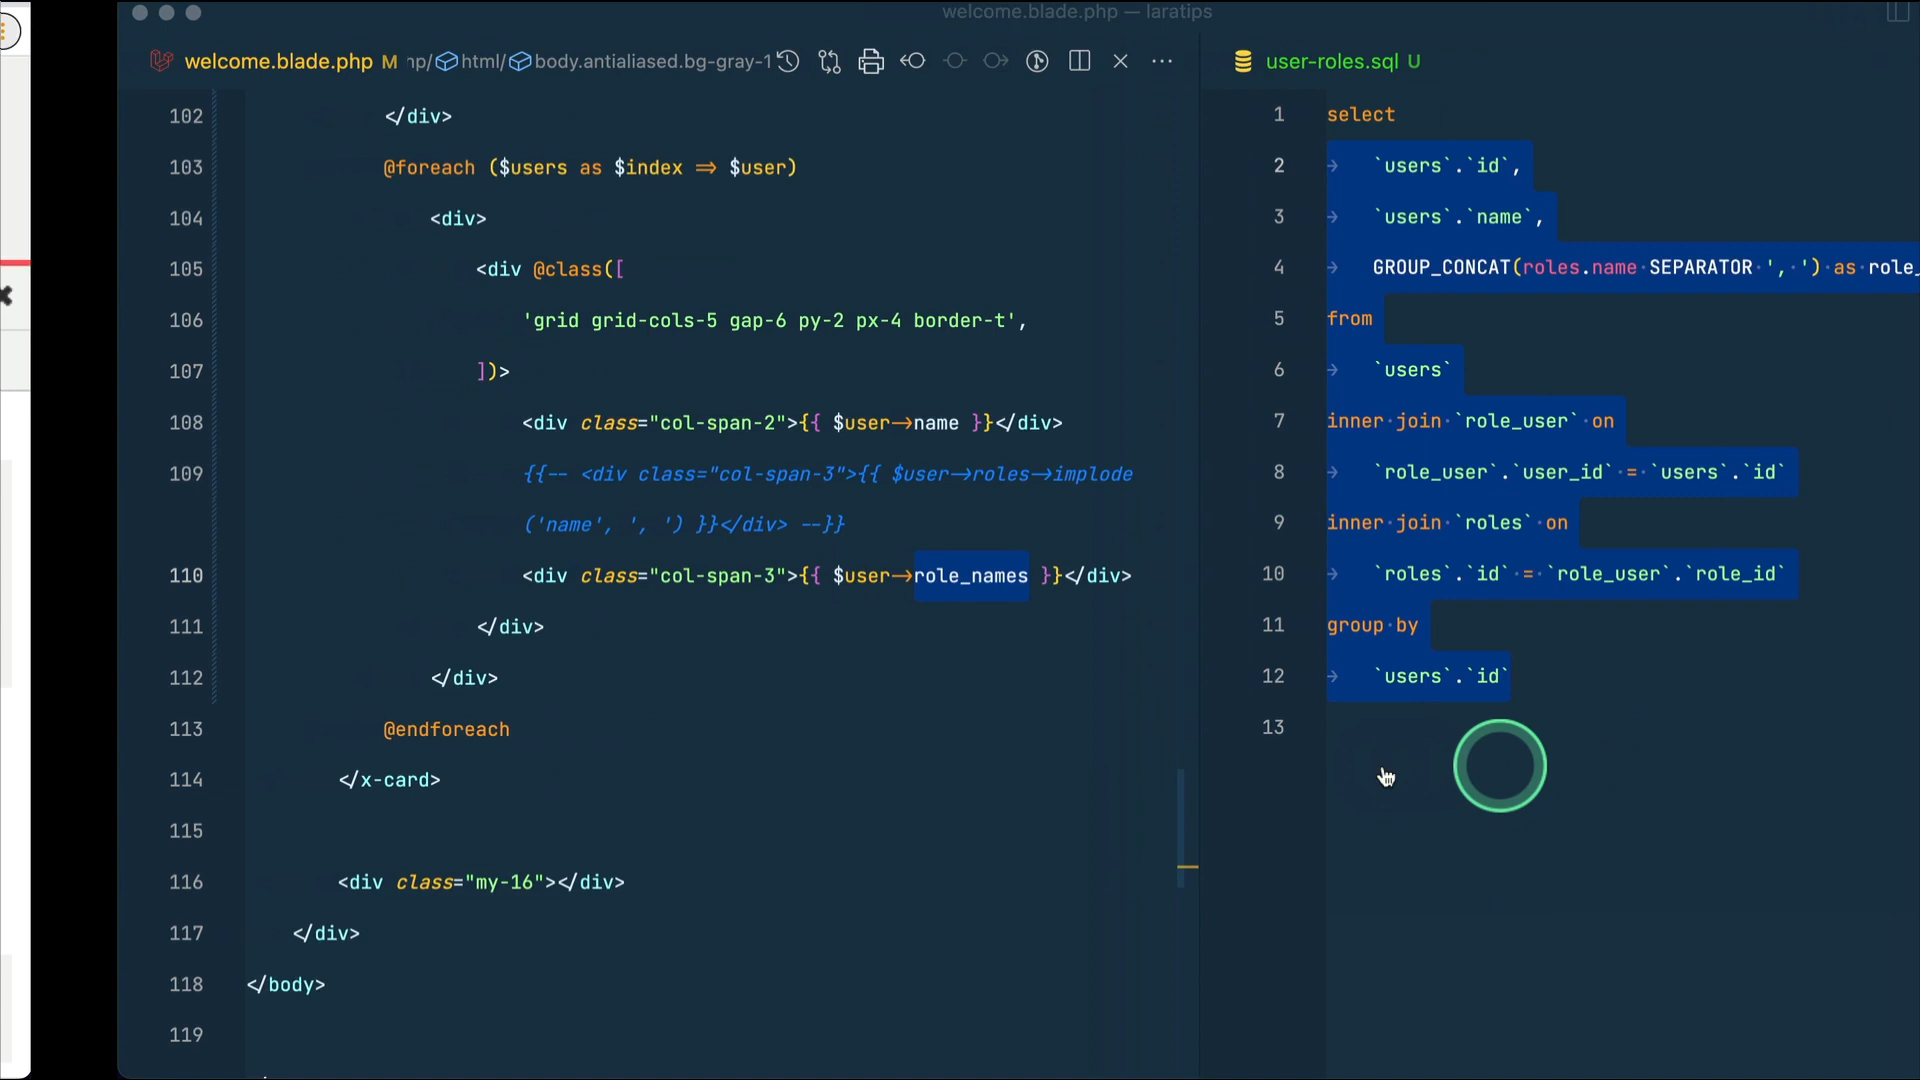 welcome.blade.php — laratips
welcome.blade.php M html/ body.antialiased.bg-gray-1
102 </div>
103 @foreach ($users as $index => $user)
104 <div>
105 <div @class([
106 'grid grid-cols-5 gap-6 py-2 px-4 border-t',
107 ])>
108 <div class="col-span-2">{{ $user->name }}</div>
109 {{-- <div class="col-span-3">{{ $user->roles->implode
('name', ', ') }}</div> --}}
110 <div class="col-span-3">{{ $user->role_names }}</div>
111 </div>
112 </div>
113 @endforeach
114 </x-card>
115
116 <div class="my-16"></div>
117 </div>
118 </body>
119
user-roles.sql U
1 select
2 `users`.`id`,
3 `users`.`name`,
4 GROUP_CONCAT(roles.name SEPARATOR ', ') as role_
5 from
6 `users`
7 inner join `role_user` on
8 `role_user`.`user_id` = `users`.`id`
9 inner join `roles` on
10 `roles`.`id` = `role_user`.`role_id`
11 group by
12 `users`.`id`
13